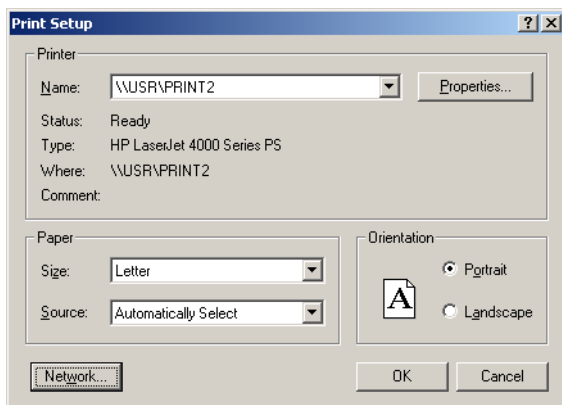 Print Setup
Printer
Name: \\USR\PRINT2 Properties...
Status: Ready
Type: HP LaserJet 4000 Series PS
Where: \\USR\PRINT2
Comment:
Paper
Size: Letter
Source: Automatically Select
Orientation
A
Portrait
Landscape
Network... OK Cancel